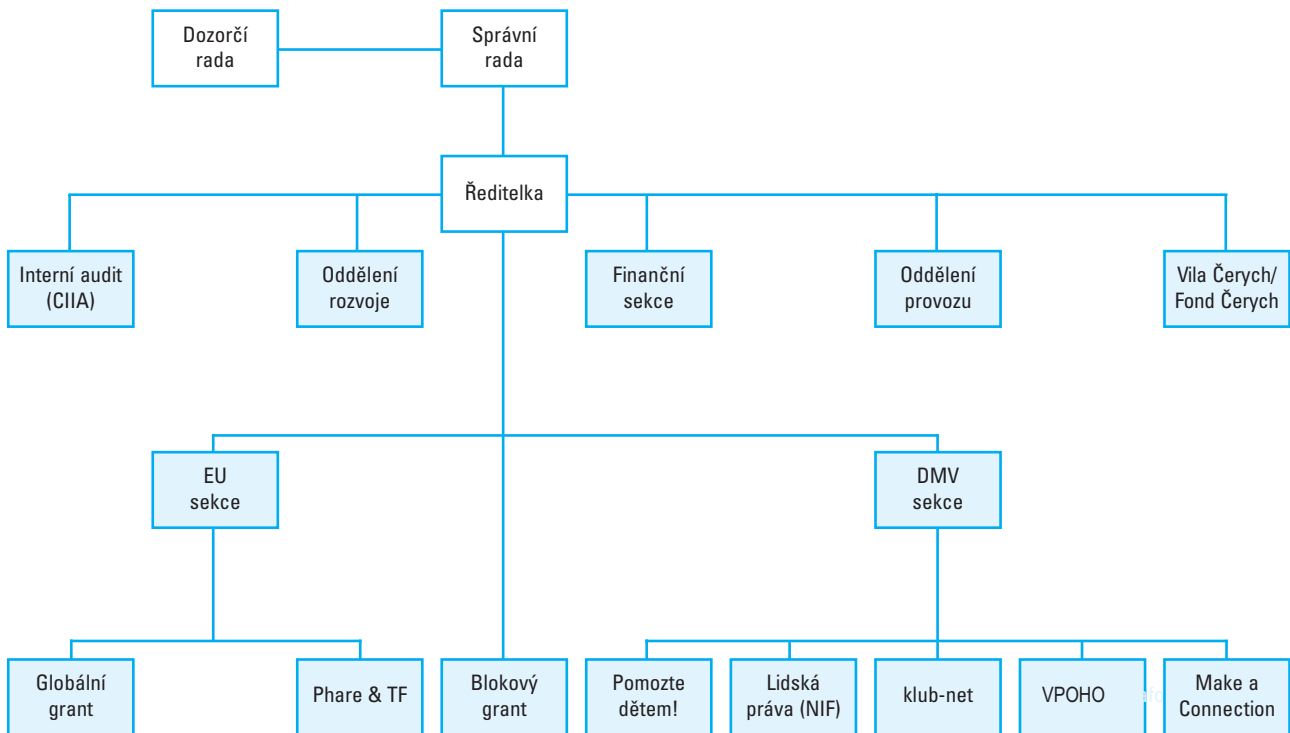 Dozorčí
rada
Správní
rada
Ředitelka
Interní audit
(CIIA)
Oddělení
rozvoje
Finanční
sekce
Oddělení
provozu
Vila Čerych/
Fond Čerych
EU
sekce
DMV
sekce
Globální
grant
Phare & TF
Blokový
grant
Pomozte
dětem!
Lidská
práva (NIF)
klub-net
VPOHO
Make a
Connection